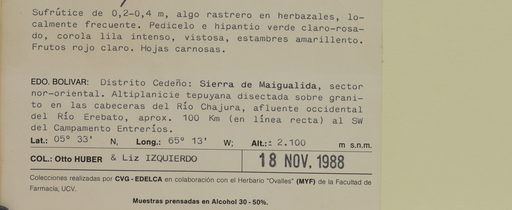 Sufrútice de 0,2-0,4 m, algo rastrero en herbazales, lo-
calmente frecuente. Pedicelo e hipantio verde claro-rosa-
do, corola lila intenso, vistosa, estambres amarillento.
Frutos rojo claro. Hojas carnosas.
EDO. BOLIVAR: Distrito Cedeño: Sierra de Maigualida, sector
nor-oriental. Altiplanicie tepuyana disectada sobre grani-
to en las cabeceras del Río Chajura, afluente occidental
del Río Erebato, aprox. 100 Km (en línea recta) al SW
del Campamento Entreríos.
Lat.: 05° 33' N, Long.: 65° 13' W; Alt.: ± 2.100 m s.n.m.
COL.: Otto HUBER & Liz IZQUIERDO 18 NOV. 1988
Colecciones realizadas por CVG - EDELCA en colaboración con el Herbario "Ovalles" (MYF) de la Facultad de
Farmacia, UCV.
Muestras prensadas en Alcohol 30 - 50%.